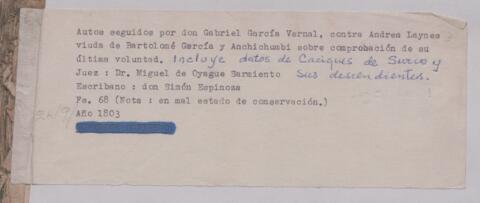 Autos seguidos por don Gabriel García Vernal, contra Andrea Laynes
viuda de Bartolomé García y Anchichumbi sobre comprobación de su
última voluntad. Incluye datos de Caciques de Surco y
Juez : Dr. Miguel de Oyague Sarmiento sus descendientes.
Escribano : don Simón Espinoza
Fs. 68 (Nota : en mal estado de conservación.)
Año 1803